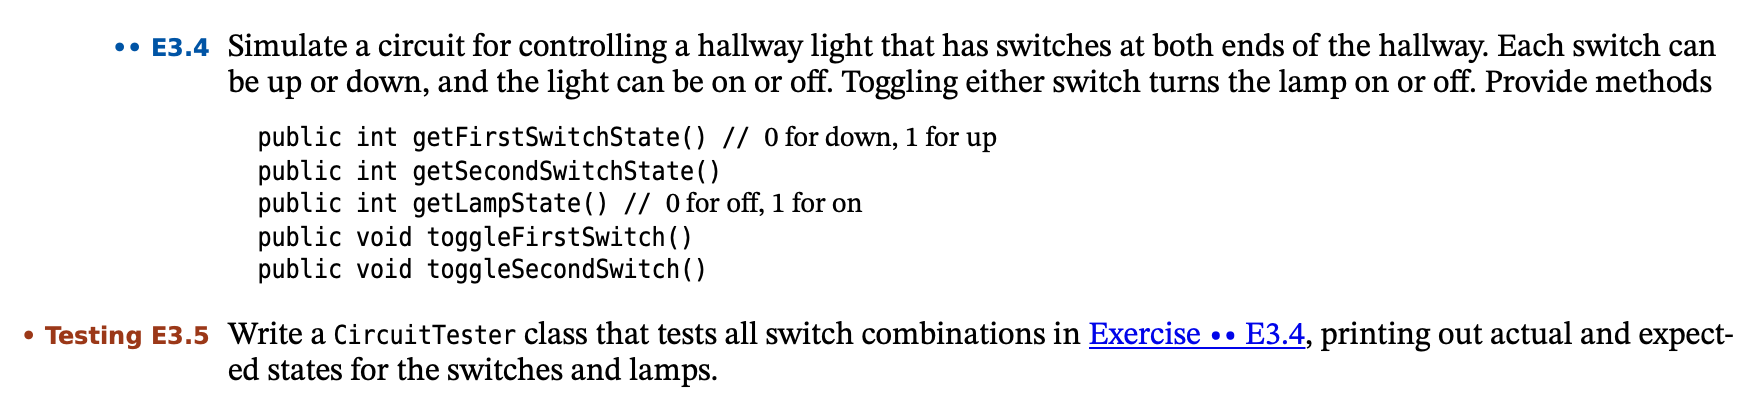 •• E3.4 Simulate a circuit for controlling a hallway light that has switches at both ends of the hallway. Each switch can
be up or down, and the light can be on or off. Toggling either switch turns the lamp on or off. Provide methods
public int getFirstSwitchState() // 0 for down, 1 for up
public int getSecondSwitchState()
public int getLampState() // 0 for off, 1 for on
public void toggleFirstSwitch()
public void toggleSecondSwitch()
• Testing E3.5 Write a CircuitTester class that tests all switch combinations in Exercise •• E3.4, printing out actual and expect-
ed states for the switches and lamps.